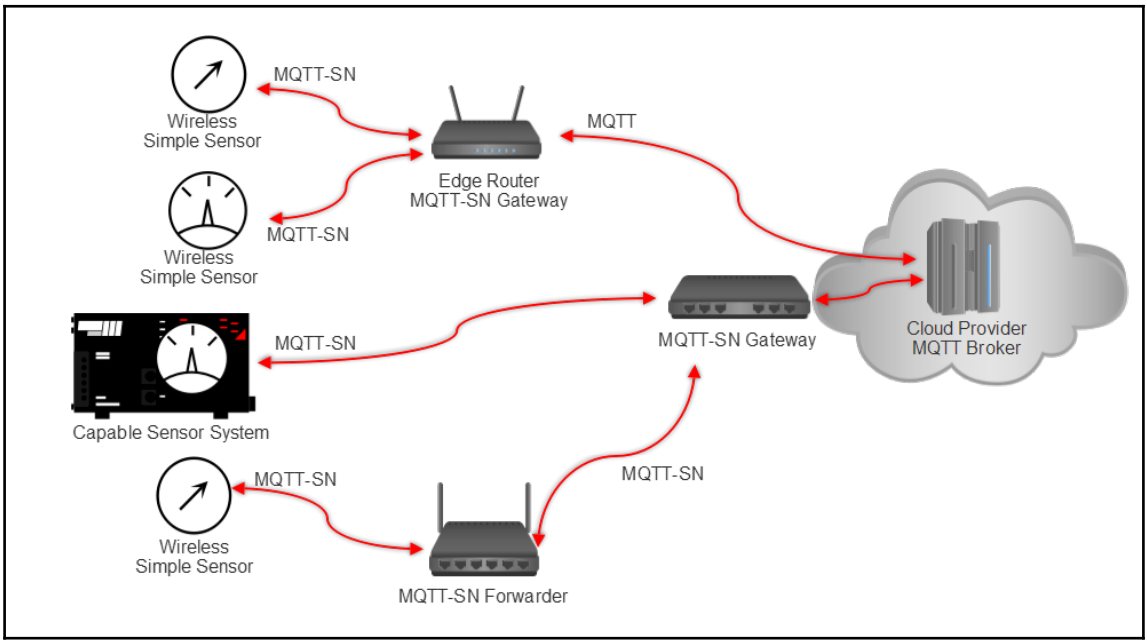 MQTT-SN
Wireless
Simple Sensor
MQTT
Edge Router
MQTT-SN Gateway
MQTT-SN
Wireless
Simple Sensor
MQTT-SN Gateway
Cloud Provider
MQTT Broker
MQTT-SN
Capable Sensor System
MQTT-SN
MQTT-SN
Wireless
Simple Sensor
MQTT-SN Forwarder